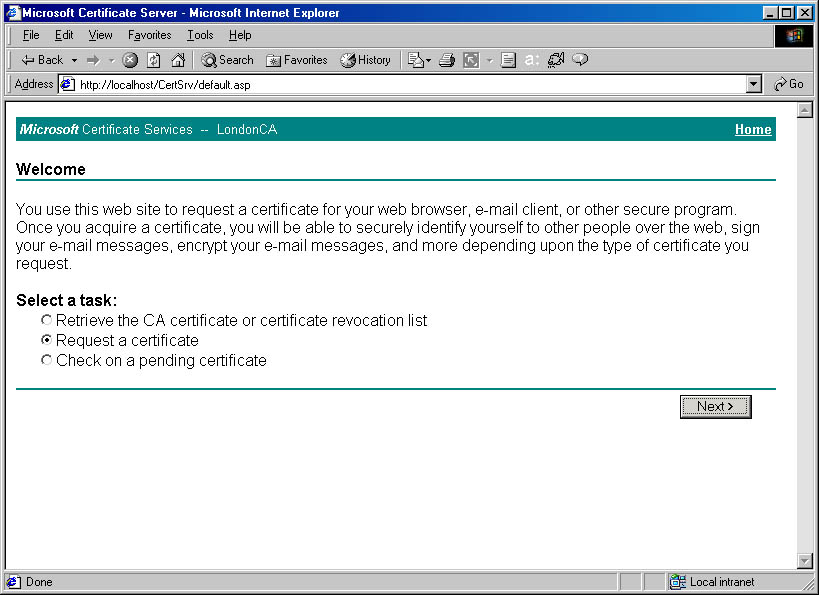 Microsoft Certificate Server - Microsoft Internet Explorer
File Edit View Favorites Tools Help
Back Search Favorites History a:
Address http://localhost/CertSrv/default.asp Go
Microsoft Certificate Services -- LondonCA Home
Welcome
You use this web site to request a certificate for your web browser, e-mail client, or other secure program.
Once you acquire a certificate, you will be able to securely identify yourself to other people over the web, sign
your e-mail messages, encrypt your e-mail messages, and more depending upon the type of certificate you
request.
Select a task:
Retrieve the CA certificate or certificate revocation list
Request a certificate
Check on a pending certificate
Next >
Done Local intranet